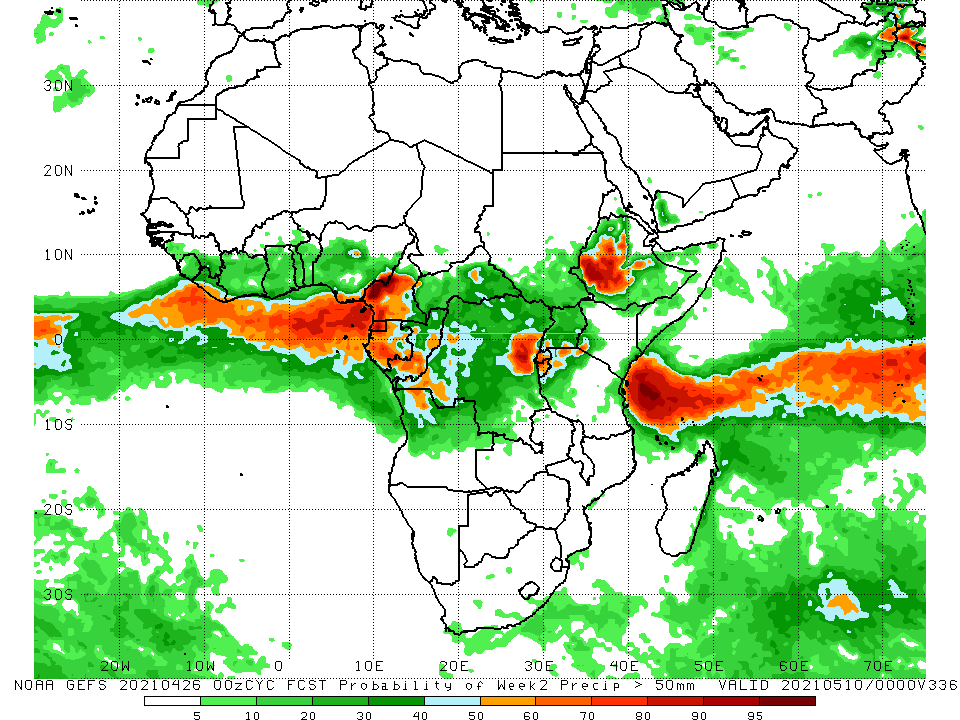 30N
20N
10N
0
10S
20S
30S
20W 10W 0 10E 20E 30E 40E 50E 60E 70E
NOAA GEFS 20210426 00zCYC FCST Probability of Week2 Precip > 50mm VALID 20210510/0000V336
5 10 20 30 40 50 60 70 80 90 95